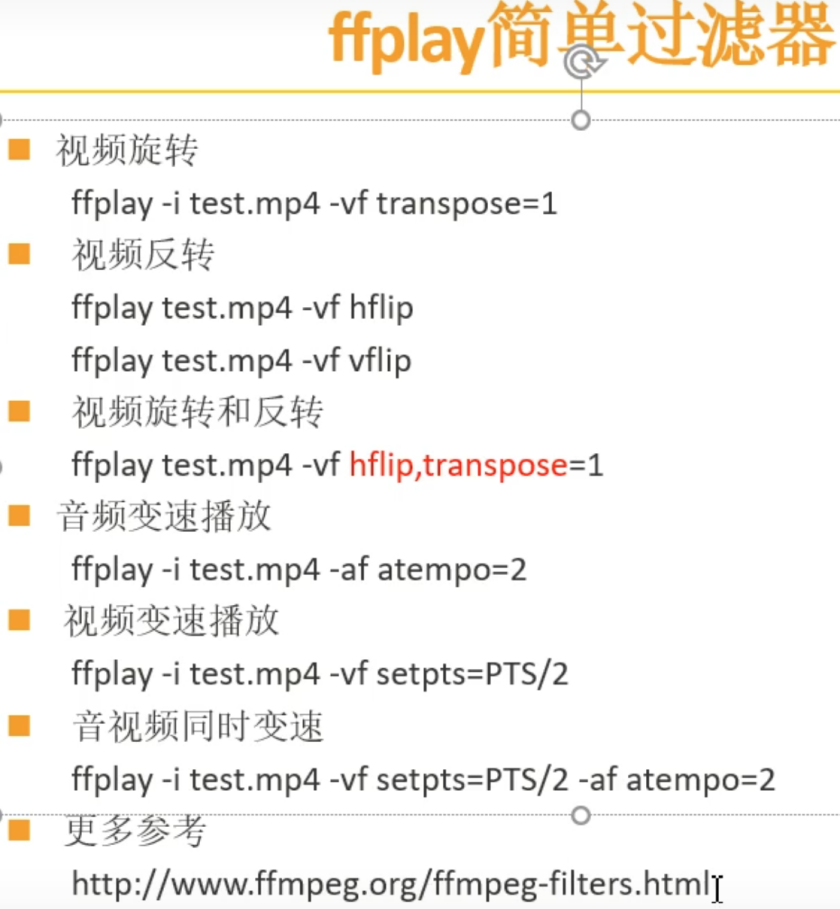 ffplay简单过滤器
视频旋转
ffplay -i test.mp4 -vf transpose=1
视频反转
ffplay test.mp4 -vf hflip
ffplay test.mp4 -vf vflip
视频旋转和反转
ffplay test.mp4 -vf hflip,transpose=1
音频变速播放
ffplay -i test.mp4 -af atempo=2
视频变速播放
ffplay -i test.mp4 -vf setpts=PTS/2
音视频同时变速
ffplay -i test.mp4 -vf setpts=PTS/2 -af atempo=2
更多参考
http://www.ffmpeg.org/ffmpeg-filters.html